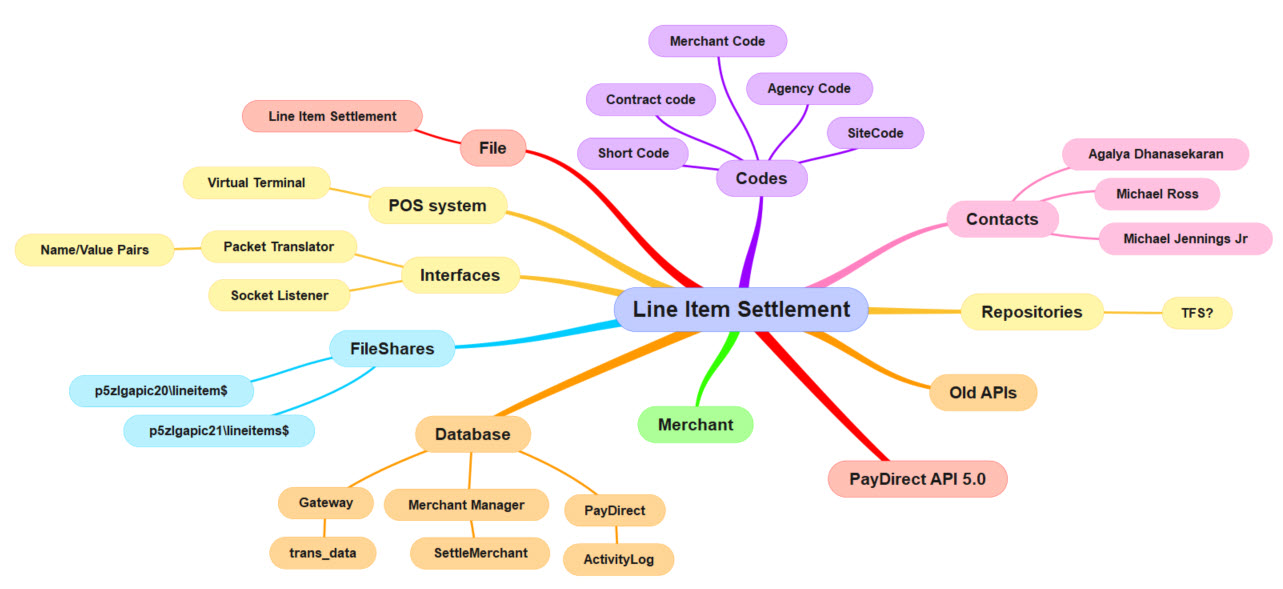 Merchant Code
Agency Code
Contract code
Line Item Settlement
SiteCode
File
Short Code
Agalya Dhanasekaran
Codes
Virtual Terminal
Michael Ross
POS system
Contacts
Michael Jennings Jr
Name/Value Pairs
Packet Translator
Interfaces
Socket Listener
Line Item Settlement
Repositories
TFS?
FileShares
p5zlgapic20\lineitem$
Old APIs
p5zlgapic21\lineitems$
Merchant
Database
PayDirect API 5.0
Gateway
Merchant Manager
PayDirect
trans_data
SettleMerchant
ActivityLog